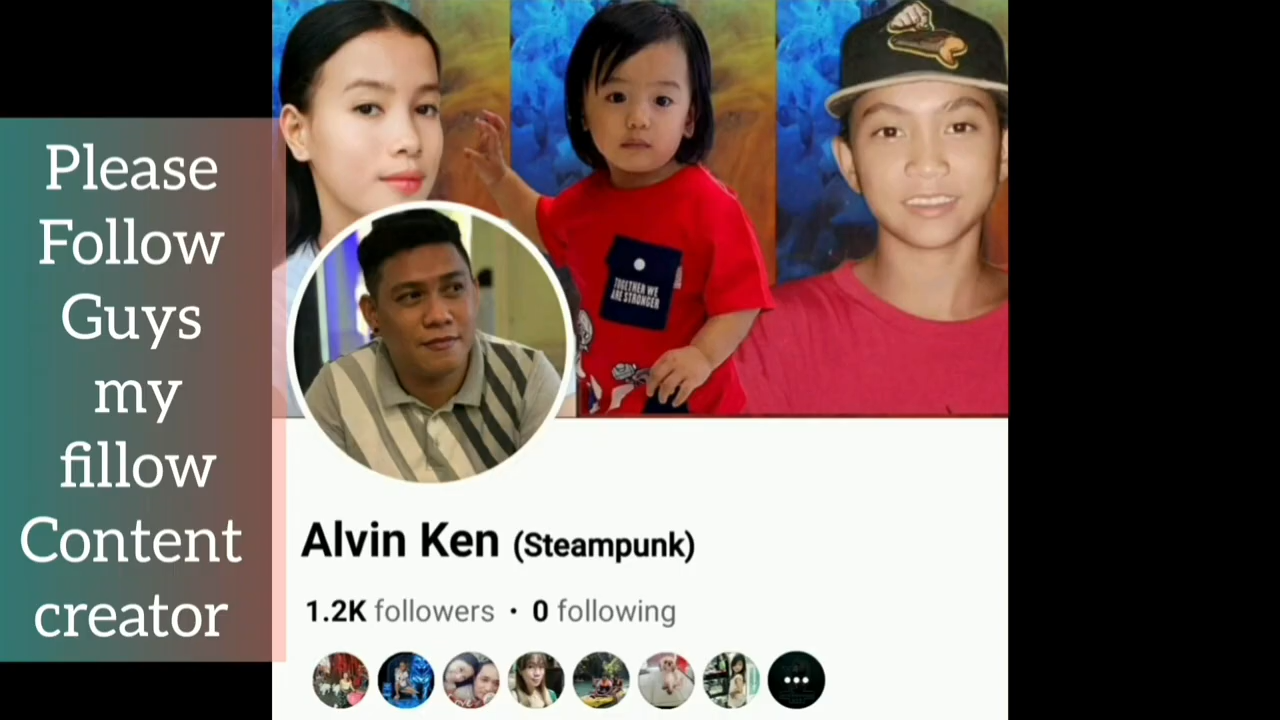 Please
Follow
Guys
my
fillow
Content
creator
TOGETHER WE
ARE STRONGER
Alvin Ken (Steampunk)
1.2K followers · 0 following